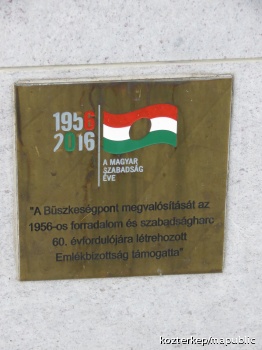 1956
2016
A MAGYAR
SZABADSÁG
ÉVE
"A Büszkeségpont megvalósítását az
1956-os forradalom és szabadságharc
60. évfordulójára létrehozott
Emlékbizottság támogatta"
kozterkep/mapublic